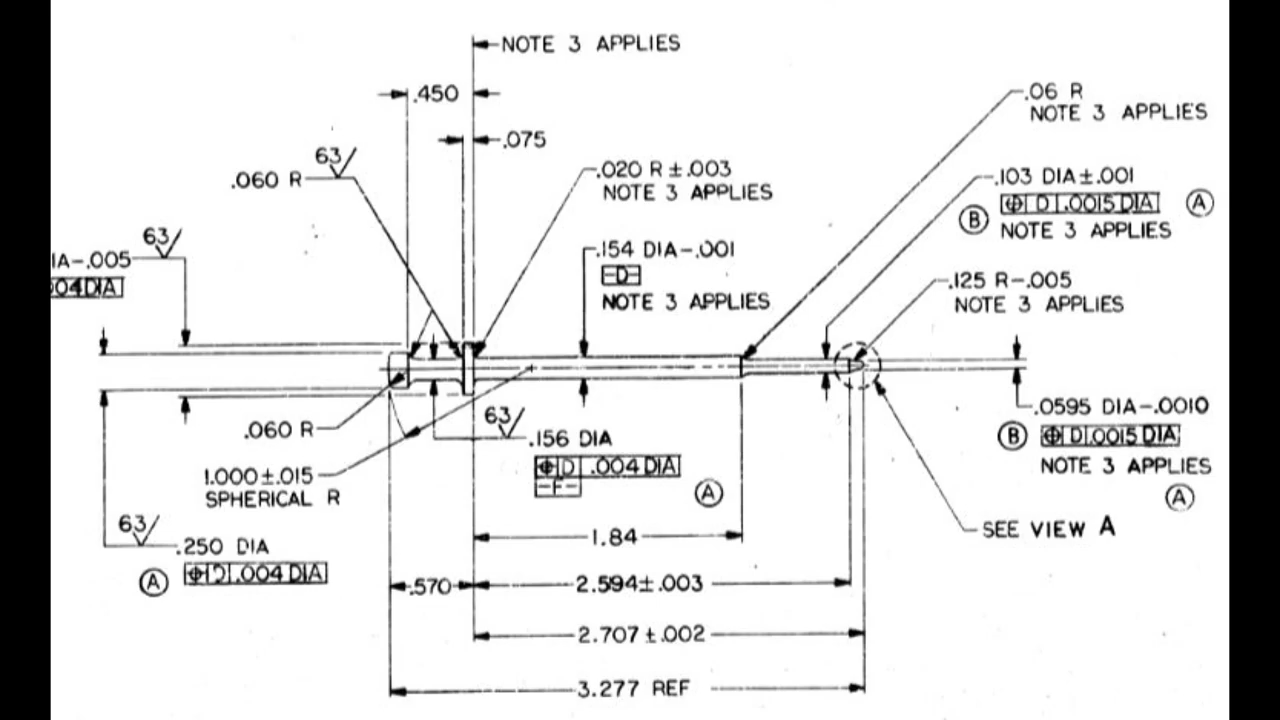 NOTE 3 APPLIES
.450
.06 R
NOTE 3 APPLIES
.075
63
.060 R
.020 R ±.003
NOTE 3 APPLIES
.103 DIA ±.001
⌖ D .0015 DIA
B
A
NOTE 3 APPLIES
63
IA-.005
04 DIA
.154 DIA-.001
-D-
NOTE 3 APPLIES
.125 R-.005
NOTE 3 APPLIES
.060 R
63
.156 DIA
⌖ D .004 DIA
-F-
A
.0595 DIA-.0010
B
⌖ D .0015 DIA
NOTE 3 APPLIES
A
1.000 ±.015
SPHERICAL R
63
.250 DIA
A
⌖ D .004 DIA
SEE VIEW A
1.84
.570
2.594±.003
2.707 ±.002
3.277 REF